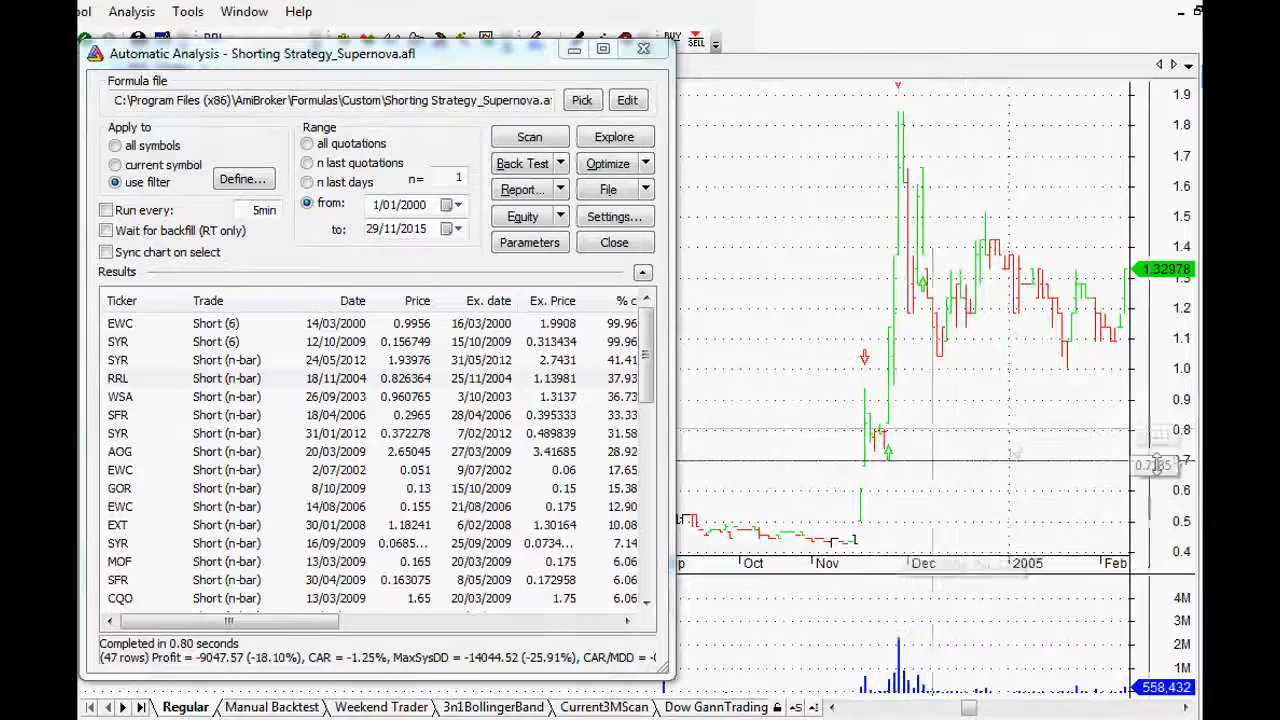 ool Analysis Tools Window Help
BUY SELL
Automatic Analysis - Shorting Strategy_Supernova.afl
Formula file
C:\Program Files (x86)\AmiBroker\Formulas\Custom\Shorting Strategy_Supernova.a
Pick Edit
Apply to
all symbols
current symbol
use filter Define...
Range
all quotations
n last quotations
n last days n= 1
from: 1/01/2000
to: 29/11/2015
Scan Explore
Back Test Optimize
Report... File
Equity Settings...
Parameters Close
Run every: 5min
Wait for backfill (RT only)
Sync chart on select
Results
Ticker Trade Date Price Ex. date Ex. Price % c
EWC Short (6) 14/03/2000 0.9956 16/03/2000 1.9908 99.96
SYR Short (6) 12/10/2009 0.156749 15/10/2009 0.313434 99.96
SYR Short (n-bar) 24/05/2012 1.93976 31/05/2012 2.7431 41.41
RRL Short (n-bar) 18/11/2004 0.826364 25/11/2004 1.13981 37.93
WSA Short (n-bar) 26/09/2003 0.960765 3/10/2003 1.3137 36.73
SFR Short (n-bar) 18/04/2006 0.2965 28/04/2006 0.395333 33.33
SYR Short (n-bar) 31/01/2012 0.372278 7/02/2012 0.489839 31.58
AOG Short (n-bar) 20/03/2009 2.65045 27/03/2009 3.41685 28.92
EWC Short (n-bar) 2/07/2002 0.051 9/07/2002 0.06 17.65
GOR Short (n-bar) 8/10/2009 0.13 15/10/2009 0.15 15.38
EWC Short (n-bar) 14/08/2006 0.155 21/08/2006 0.175 12.90
EXT Short (n-bar) 30/01/2008 1.18241 6/02/2008 1.30164 10.08
SYR Short (n-bar) 16/09/2009 0.0685... 25/09/2009 0.0734... 7.14
MOF Short (n-bar) 13/03/2009 0.165 20/03/2009 0.175 6.06
SFR Short (n-bar) 30/04/2009 0.163075 8/05/2009 0.172958 6.06
CQO Short (n-bar) 13/03/2009 1.65 20/03/2009 1.75 6.06
Completed in 0.80 seconds
(47 rows) Profit = -9047.57 (-18.10%), CAR = -1.25%, MaxSysDD = -14044.52 (-25.91%), CAR/MDD = -
1.9
1.8
1.7
1.6
1.5
1.4
1.32978
1.2
1.1
1.0
0.9
0.8
0.7
0.6
0.5
0.4
p Oct Nov Dec 2005 Feb
4M
3M
2M
1M
558,432
Regular Manual Backtest Weekend Trader 3in1BollingerBand Current3MScan Dow GannTrading